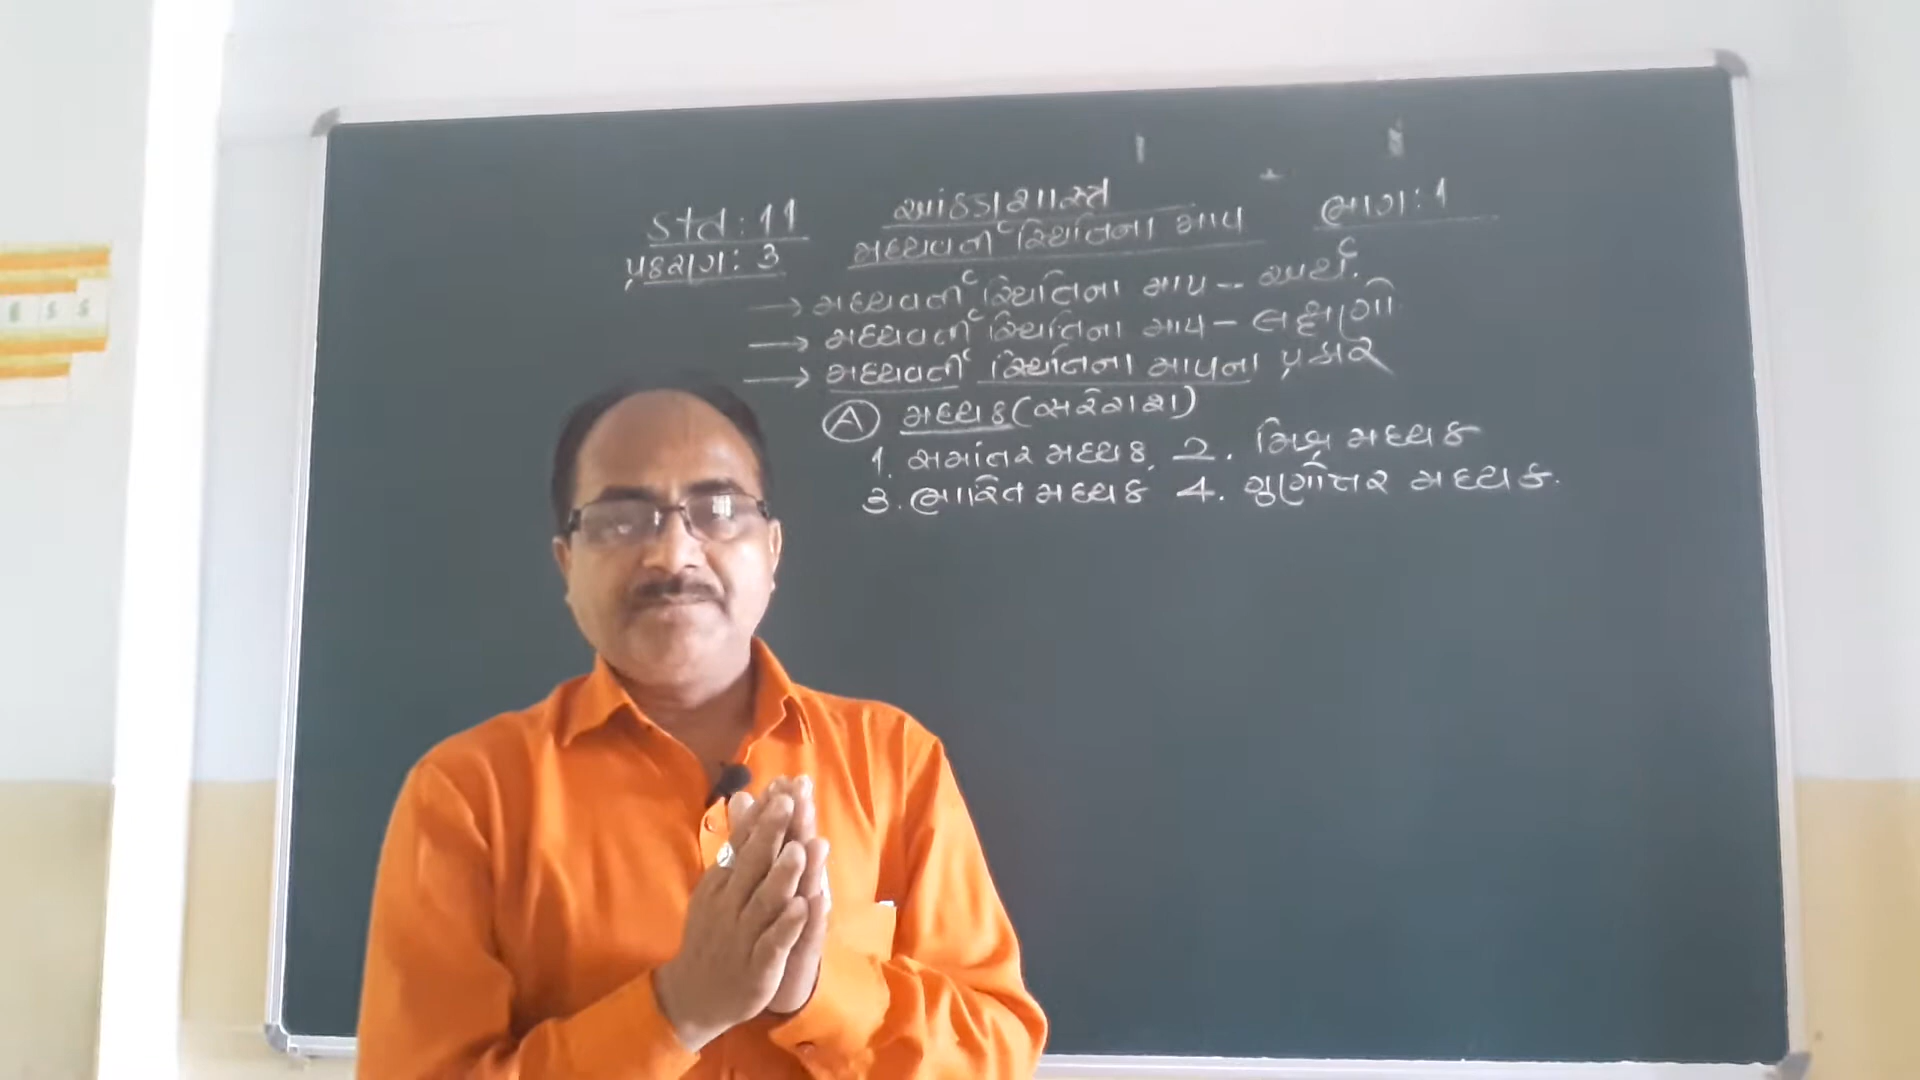 Std : 11 આંકડાશાસ્ત્ર ભાગ : 1
પ્રકરણ : 3 મધ્યવર્તી સ્થિતિના માપ
→ મધ્યવર્તી સ્થિતિના માપ -- અર્થ.
→ મધ્યવર્તી સ્થિતિના માપ - લક્ષણો
→ મધ્યવર્તી સ્થિતિના માપના પ્રકાર
A મધ્યક (સરેરાશ)
1. સમાંતર મધ્યક, 2. મિશ્ર મધ્યક
3. ભારિત મધ્યક 4. ગુણોત્તર મધ્યક.